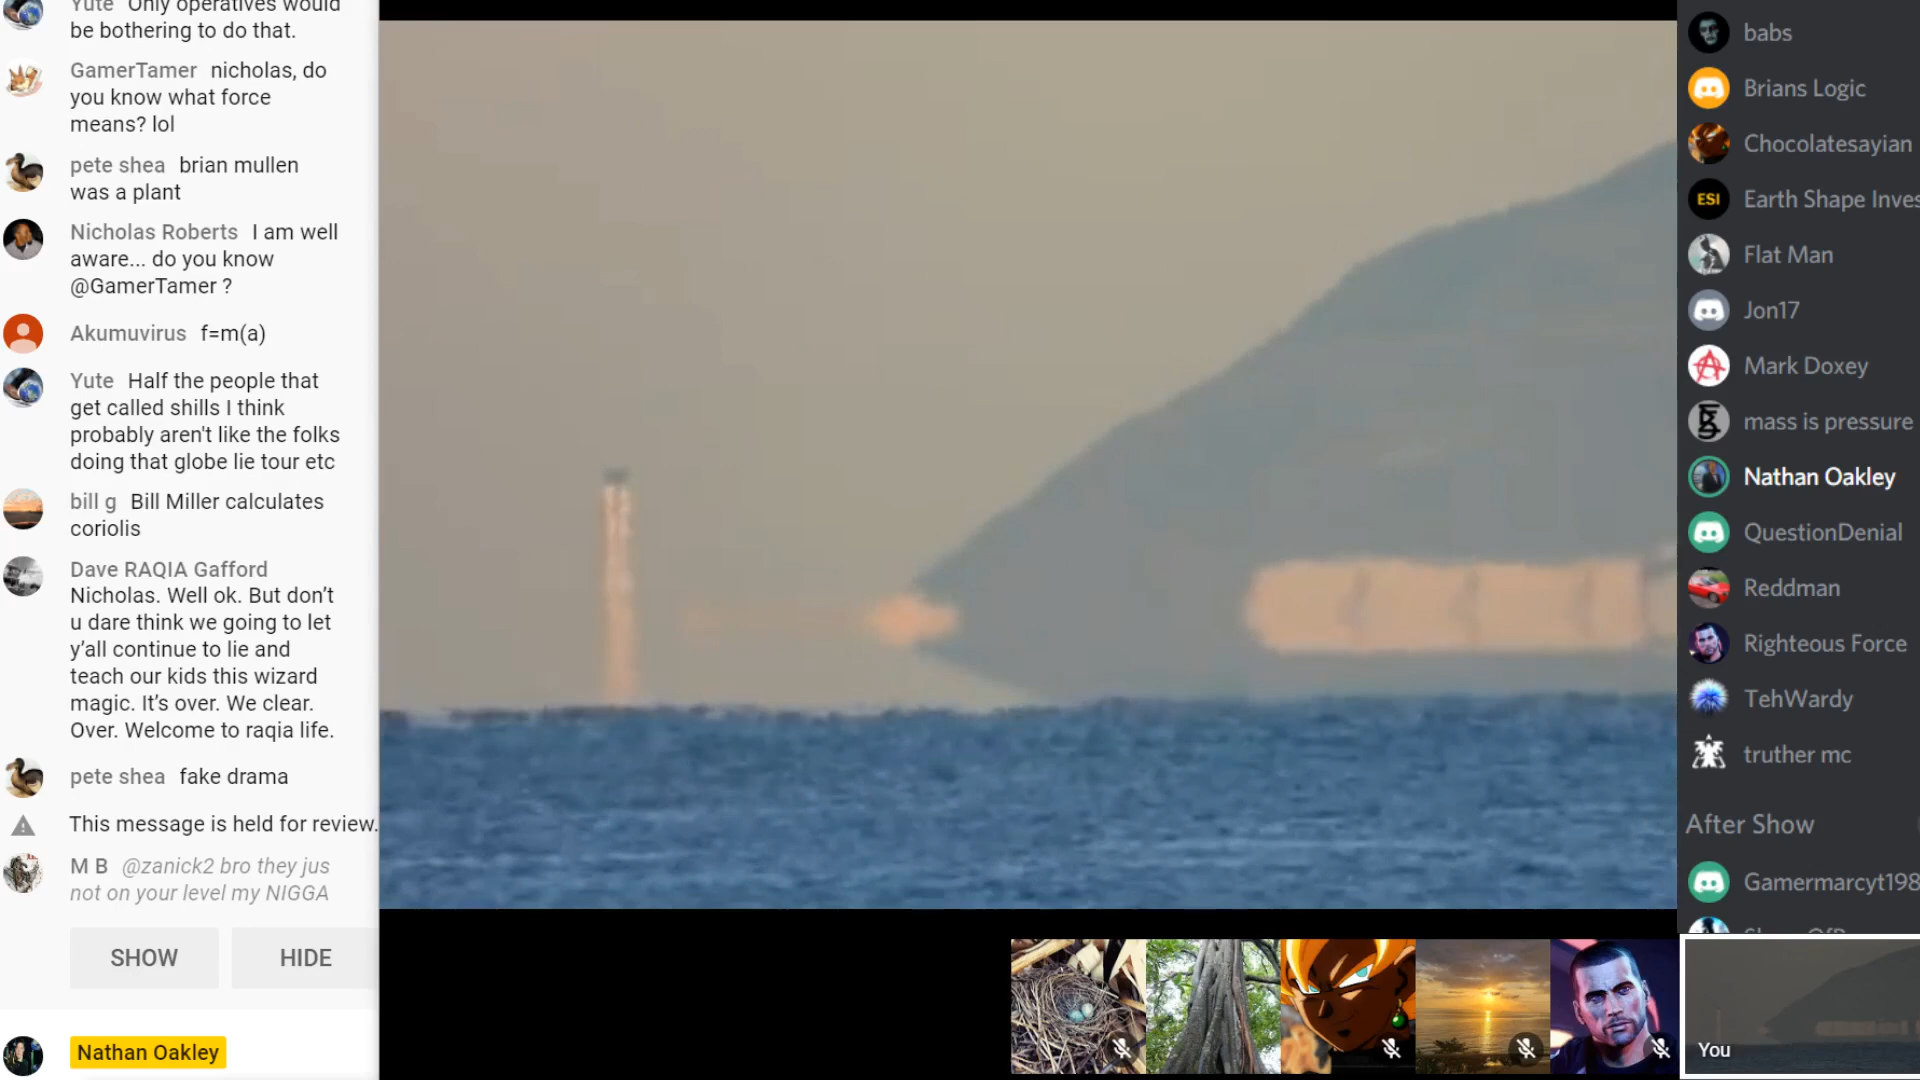 Yute Only operatives would
be bothering to do that.
GamerTamer nicholas, do
you know what force
means? lol
pete shea brian mullen
was a plant
Nicholas Roberts I am well
aware... do you know
@GamerTamer ?
Akumuvirus f=m(a)
Yute Half the people that
get called shills I think
probably aren't like the folks
doing that globe lie tour etc
bill g Bill Miller calculates
coriolis
Dave RAQIA Gafford
Nicholas. Well ok. But don’t
u dare think we going to let
y’all continue to lie and
teach our kids this wizard
magic. It’s over. We clear.
Over. Welcome to raqia life.
pete shea fake drama
This message is held for review.
M B @zanick2 bro they jus
not on your level my NIGGA
SHOW HIDE
Nathan Oakley
babs
Brians Logic
Chocolatesayian
ESI Earth Shape Inves
Flat Man
Jon17
Mark Doxey
mass is pressure
Nathan Oakley
QuestionDenial
Reddman
Righteous Force
TehWardy
truther mc
After Show
Gamermarcyt198
You